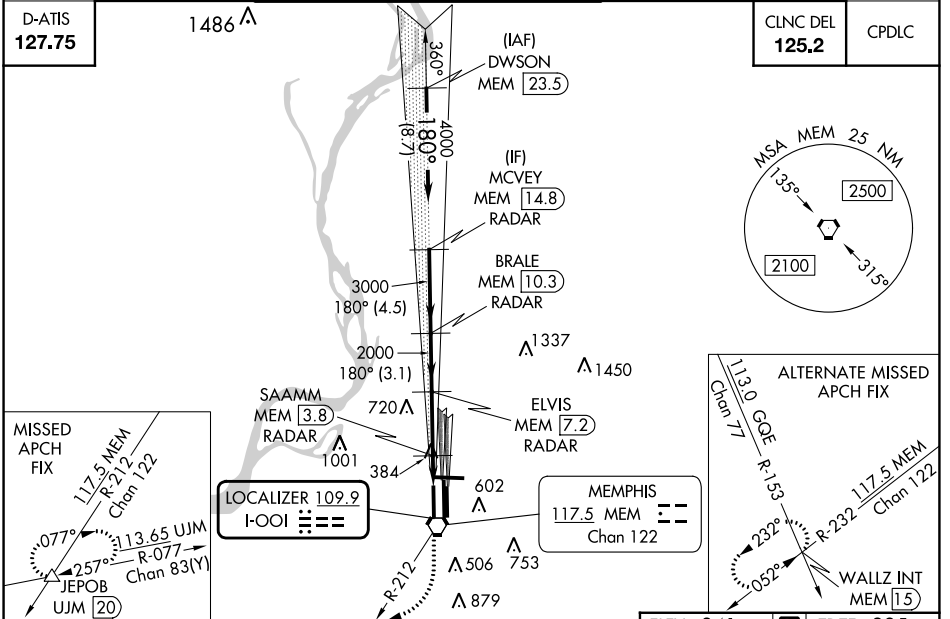 D-ATIS
127.75
1486
CLNC DEL
125.2
CPDLC
(IAF)
DWSON
MEM 23.5
360°
4000
180°
(8.7)
(IF)
MCVEY
MEM 14.8
RADAR
MSA MEM 25 NM
135°
2500
2100
315°
BRALE
MEM 10.3
RADAR
3000
180° (4.5)
2000
180° (3.1)
1337
1450
SAAMM
MEM 3.8
RADAR
720
1001
384
ELVIS
MEM 7.2
RADAR
602
LOCALIZER 109.9
I-OOI
MEMPHIS
117.5 MEM
Chan 122
R-212
506
753
879
MISSED
APCH
FIX
117.5 MEM
R-212
Chan 122
077°
113.65 UJM
257°
R-077
Chan 83(Y)
JEPOB
UJM 20
ALTERNATE MISSED
APCH FIX
113.0 GQE
Chan 77
R-153
117.5 MEM
Chan 122
R-232
232°
052°
WALLZ INT
MEM 15